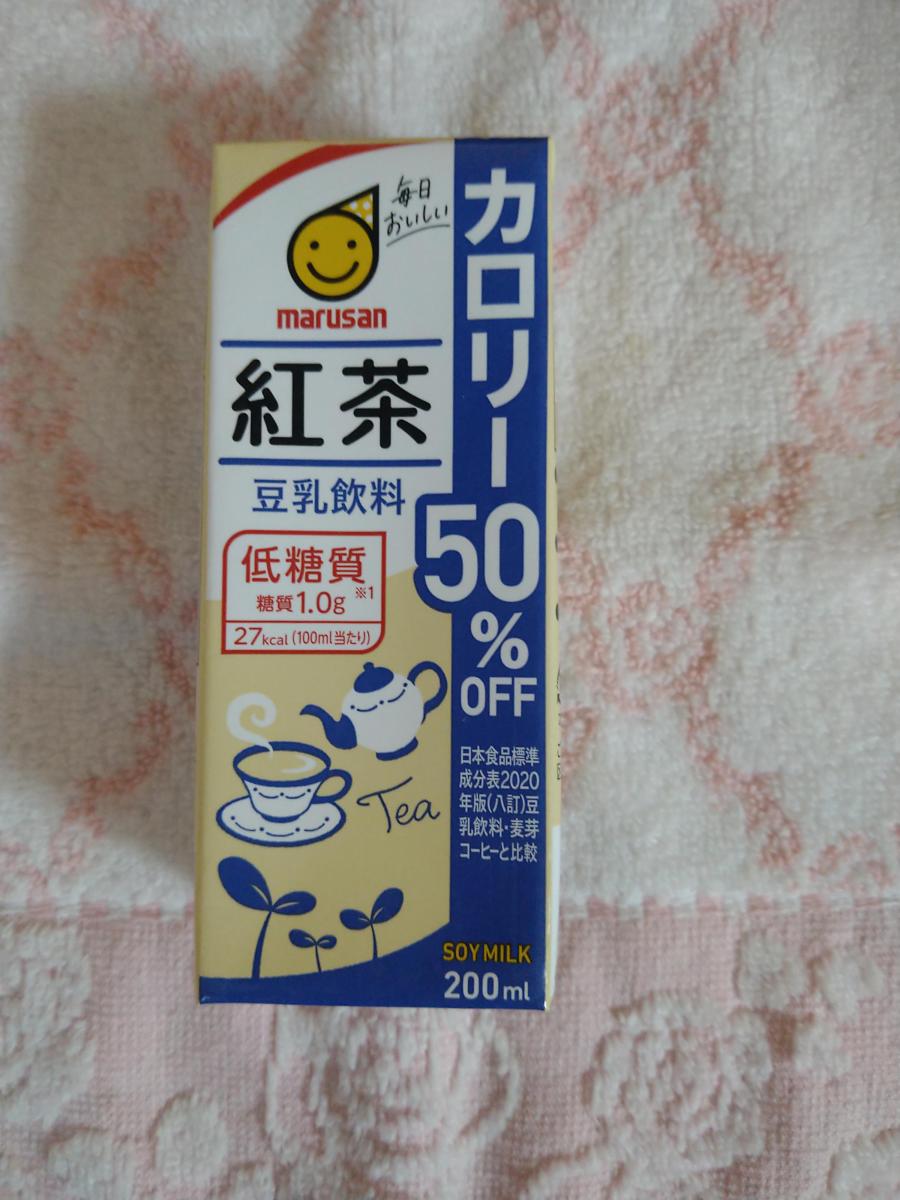 毎日
おいしい
marusan
紅茶
豆乳飲料
低糖質
糖質1.0g ※1
27kcal (100ml当たり)
Tea
カロリー
50
%
OFF
日本食品標準
成分表2020
年版(八訂)豆
乳飲料・麦芽
コーヒーと比較
SOY MILK
200ml